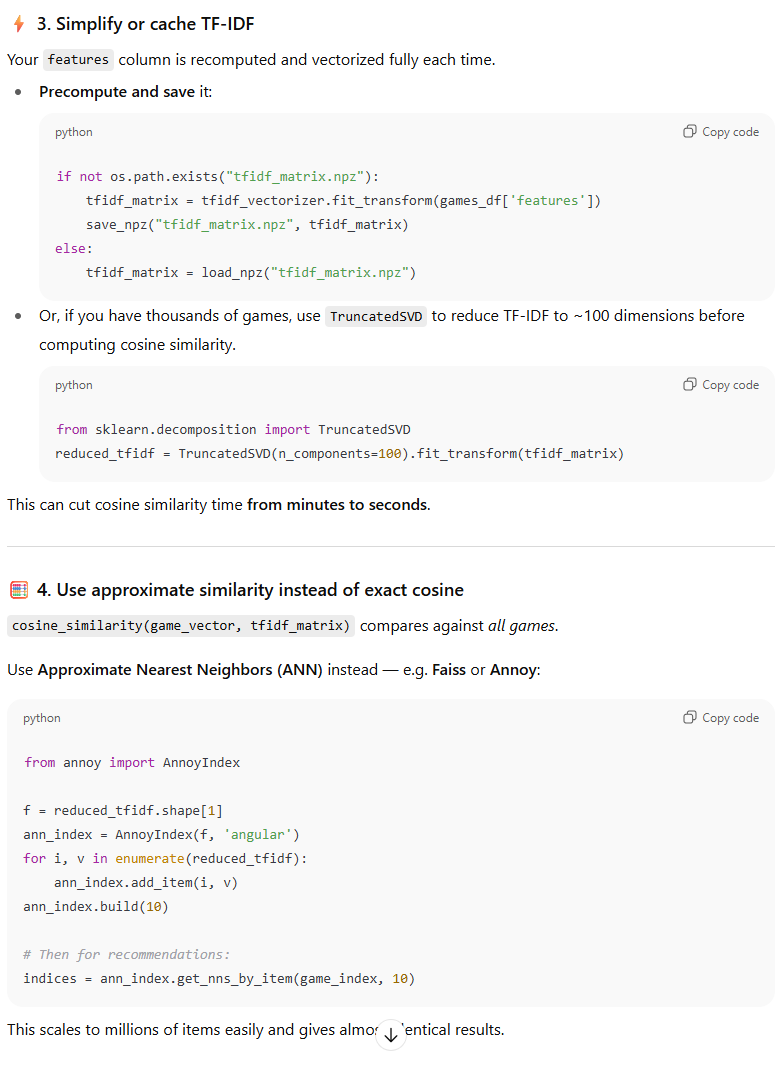 ⚡ 3. Simplify or cache TF-IDF
Your features column is recomputed and vectorized fully each time.
• Precompute and save it:
python
Copy code
if not os.path.exists("tfidf_matrix.npz"):
    tfidf_matrix = tfidf_vectorizer.fit_transform(games_df['features'])
    save_npz("tfidf_matrix.npz", tfidf_matrix)
else:
    tfidf_matrix = load_npz("tfidf_matrix.npz")
• Or, if you have thousands of games, use TruncatedSVD to reduce TF-IDF to ~100 dimensions before
computing cosine similarity.
python
Copy code
from sklearn.decomposition import TruncatedSVD
reduced_tfidf = TruncatedSVD(n_components=100).fit_transform(tfidf_matrix)
This can cut cosine similarity time from minutes to seconds.
🧮 4. Use approximate similarity instead of exact cosine
cosine_similarity(game_vector, tfidf_matrix) compares against all games.
Use Approximate Nearest Neighbors (ANN) instead — e.g. Faiss or Annoy:
python
Copy code
from annoy import AnnoyIndex
f = reduced_tfidf.shape[1]
ann_index = AnnoyIndex(f, 'angular')
for i, v in enumerate(reduced_tfidf):
    ann_index.add_item(i, v)
ann_index.build(10)
# Then for recommendations:
indices = ann_index.get_nns_by_item(game_index, 10)
This scales to millions of items easily and gives results.